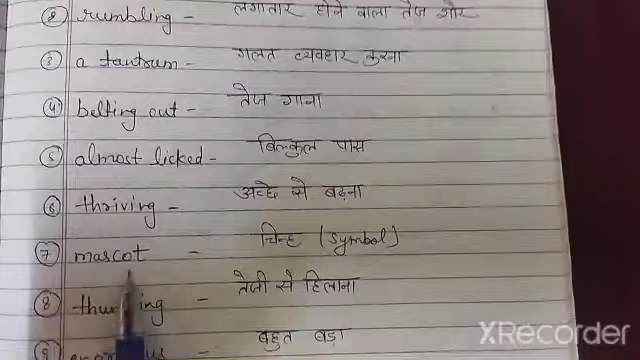 ② rumbling - लगातार होने वाला तेज शोर
③ a tantrum - गलत व्यवहार करना
④ belting out - तेज गाना
⑤ almost licked - बिल्कुल पास
⑥ thriving - अच्छे से बढ़ना
⑦ mascot - चिन्ह (symbol)
⑧ - तेजी से हिलाना
⑨ - बहुत बड़ा
XRecorder